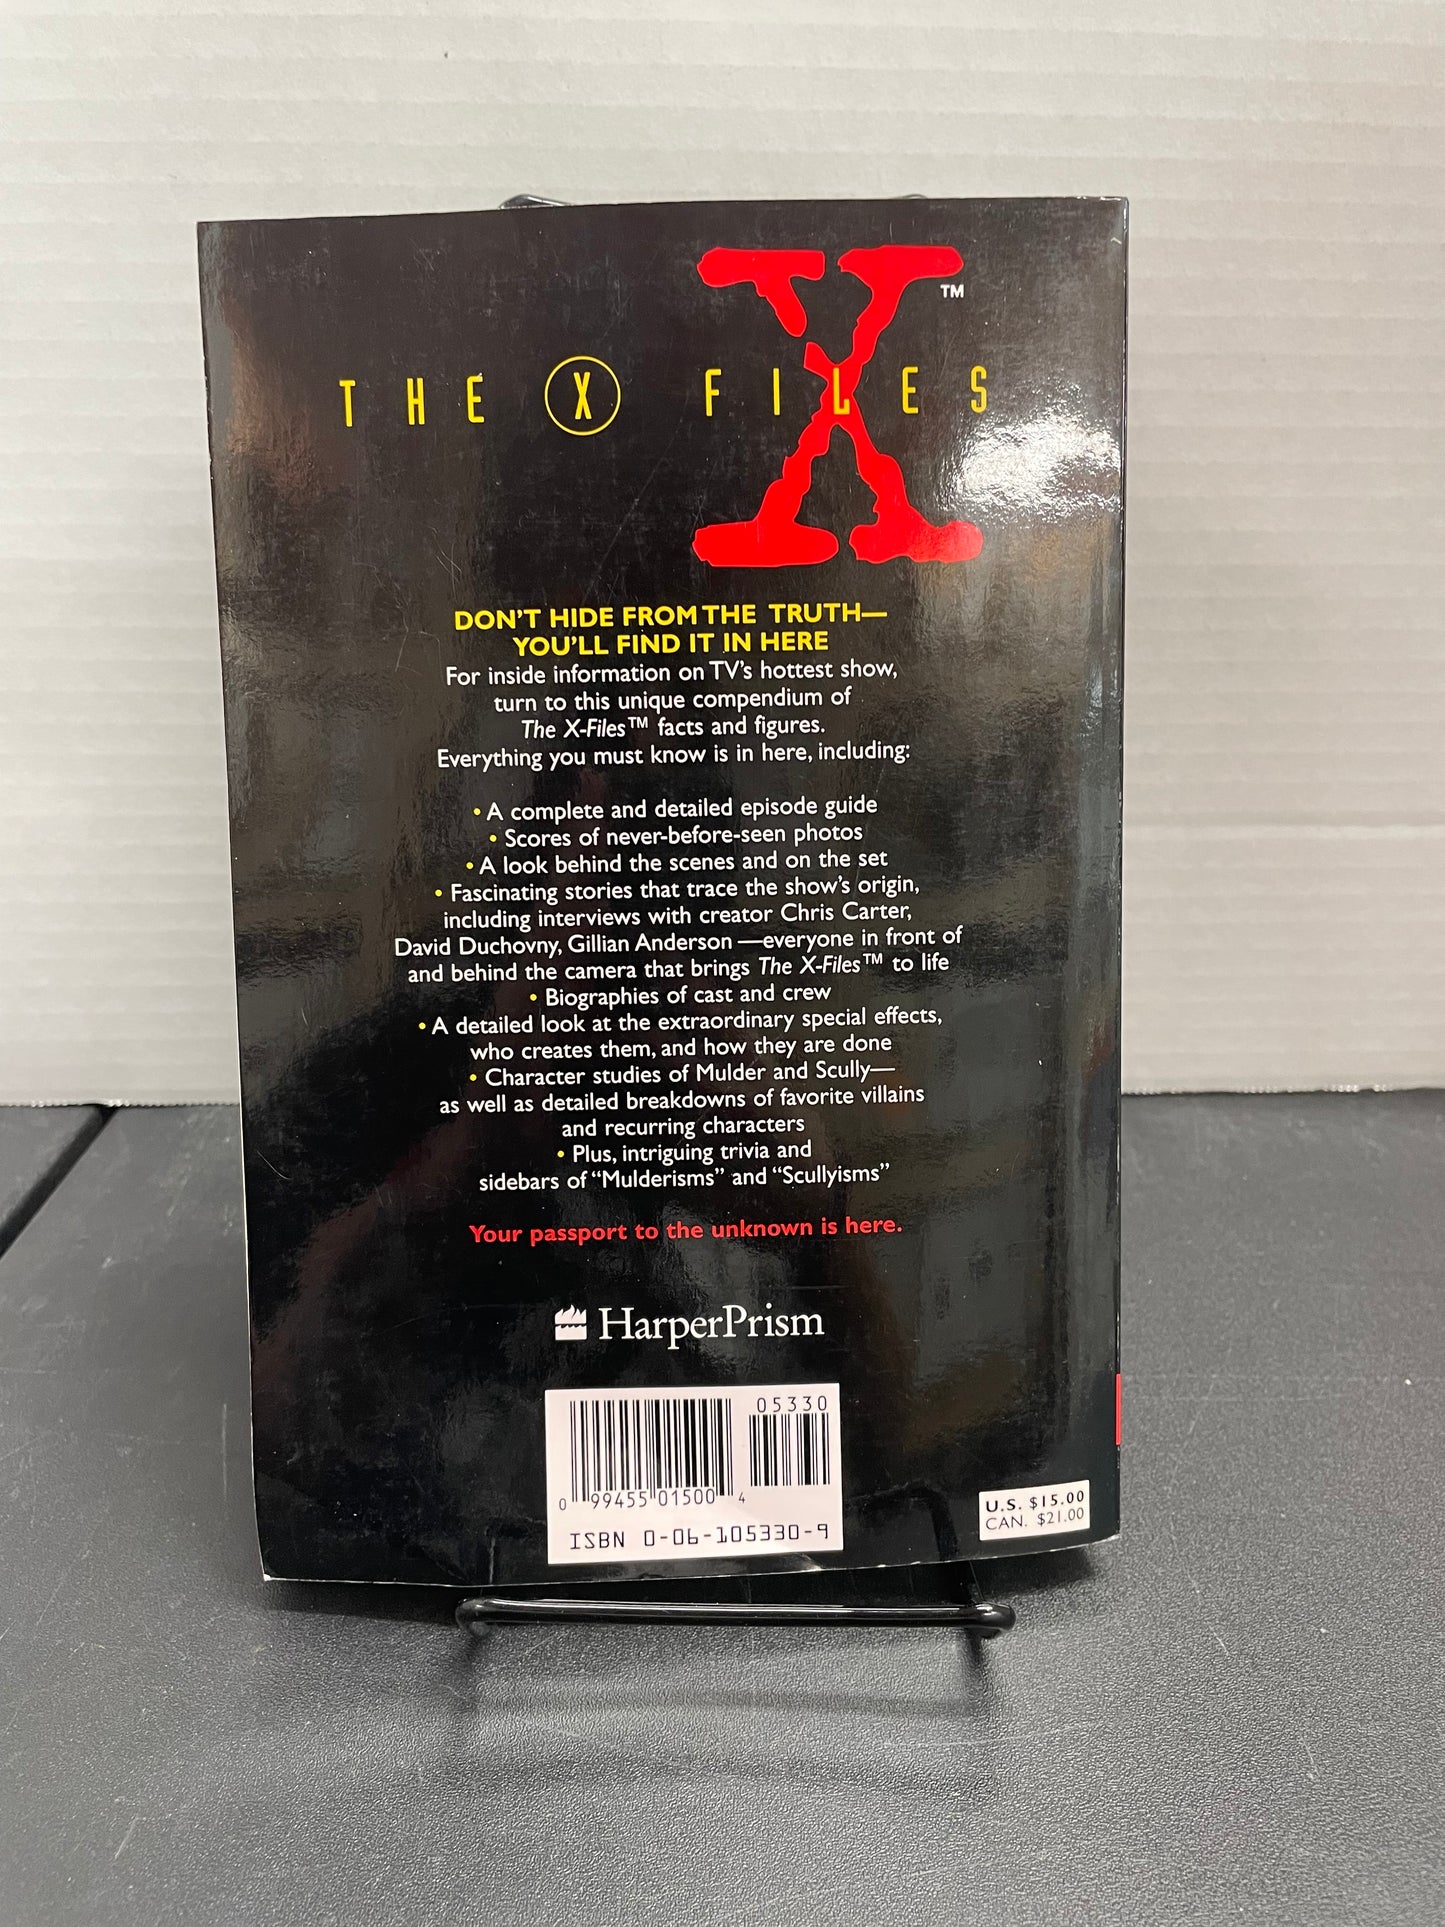 TM
THE X FILES
DON'T HIDE FROM THE TRUTH—
YOU'LL FIND IT IN HERE
For inside information on TV's hottest show,
turn to this unique compendium of
The X-Files™ facts and figures.
Everything you must know is in here, including:
• A complete and detailed episode guide
• Scores of never-before-seen photos
• A look behind the scenes and on the set
• Fascinating stories that trace the show's origin,
including interviews with creator Chris Carter,
David Duchovny, Gillian Anderson —everyone in front of
and behind the camera that brings The X-Files™ to life
• Biographies of cast and crew
• A detailed look at the extraordinary special effects,
who creates them, and how they are done
• Character studies of Mulder and Scully—
as well as detailed breakdowns of favorite villains
and recurring characters
• Plus, intriguing trivia and
sidebars of “Mulderisms” and “Scullyisms”
Your passport to the unknown is here.
HarperPrism
05330
0 99455 01500 4
ISBN 0-06-105330-9
U.S. $15.00
CAN. $21.00